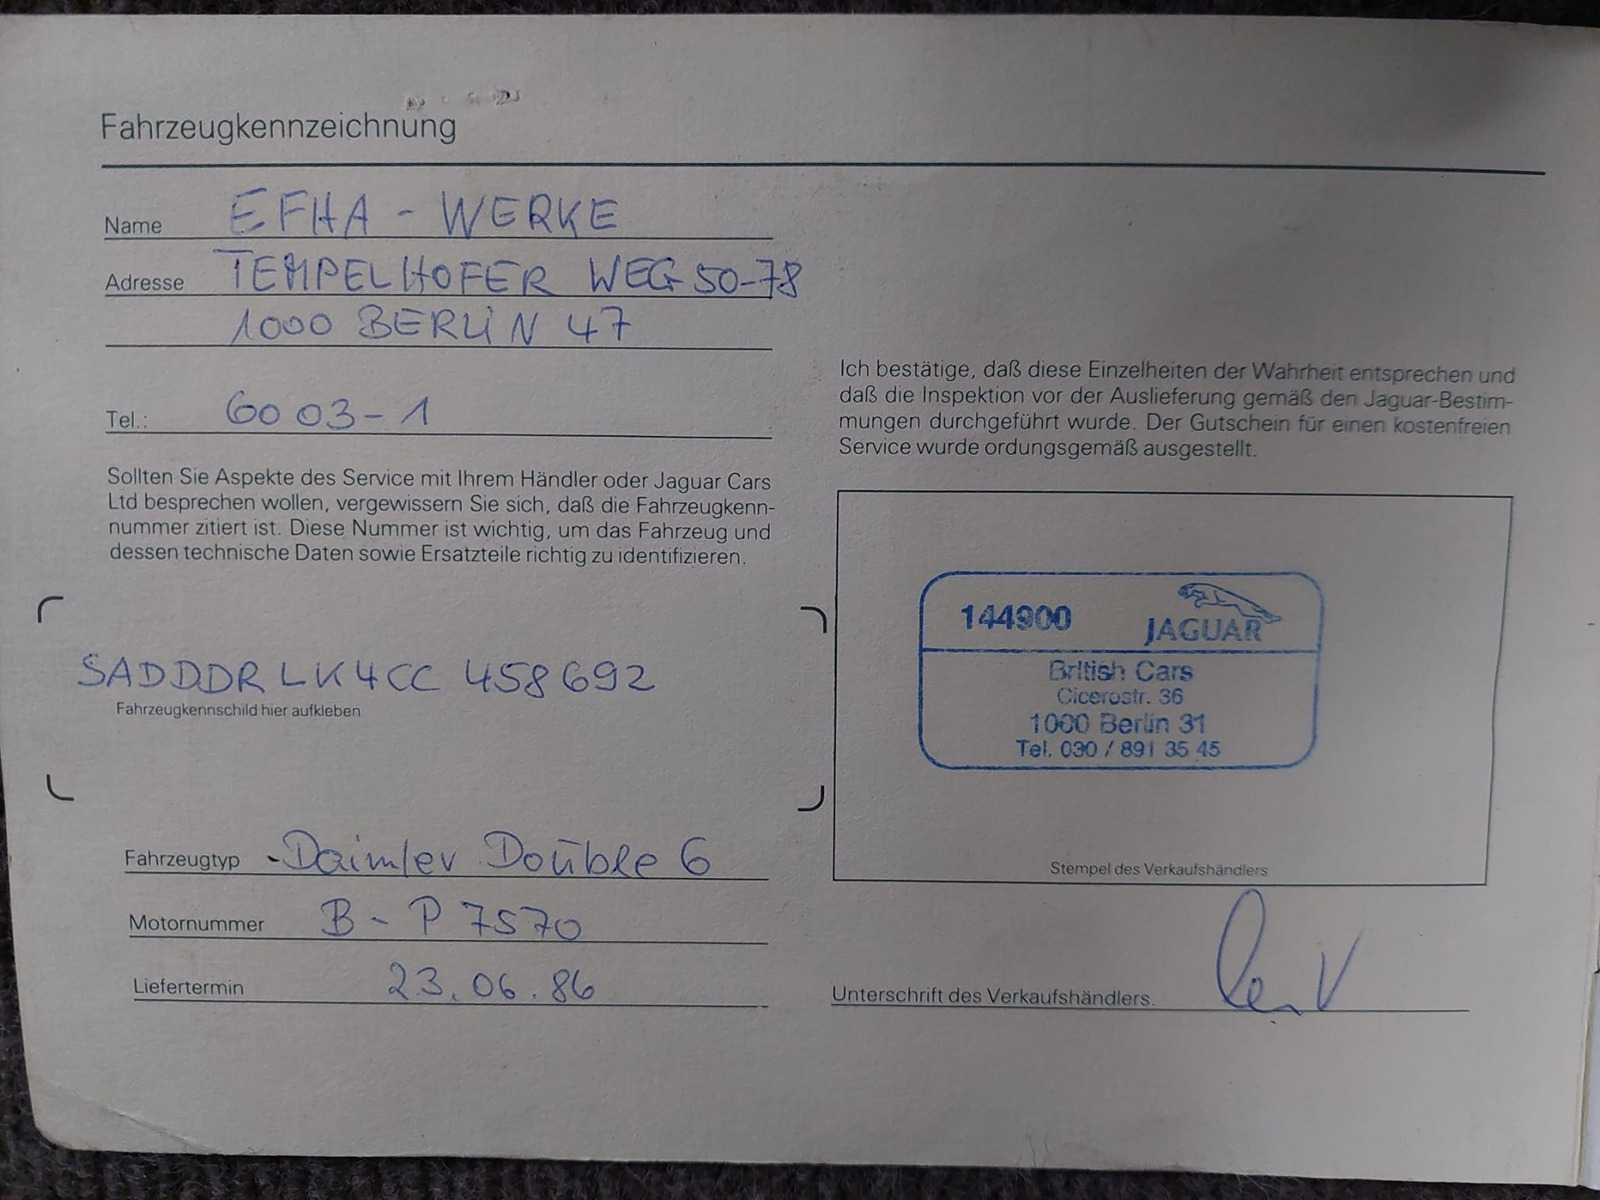 Fahrzeugkennzeichnung
Name EFHA - WERKE
Adresse TEMPELHOFER WEG 50-78
1000 BERLIN 47
Tel.: 6003-1
Sollten Sie Aspekte des Service mit Ihrem Händler oder Jaguar Cars
Ltd besprechen wollen, vergewissern Sie sich, daß die Fahrzeugkenn-
nummer zitiert ist. Diese Nummer ist wichtig, um das Fahrzeug und
dessen technische Daten sowie Ersatzteile richtig zu identifizieren.
SADDDRLK4CC 458692
Fahrzeugkennschild hier aufkleben
Fahrzeugtyp - Daimler Double 6
Motornummer B - P 7570
Liefertermin 23.06.86
Ich bestätige, daß diese Einzelheiten der Wahrheit entsprechen und
daß die Inspektion vor der Auslieferung gemäß den Jaguar-Bestim-
mungen durchgeführt wurde. Der Gutschein für einen kostenfreien
Service wurde ordungsgemäß ausgestellt.
144900 JAGUAR
British Cars
Cicerostr. 36
1000 Berlin 31
Tel. 030 / 891 35 45
Stempel des Verkaufshändlers
Unterschrift des Verkaufshändlers.